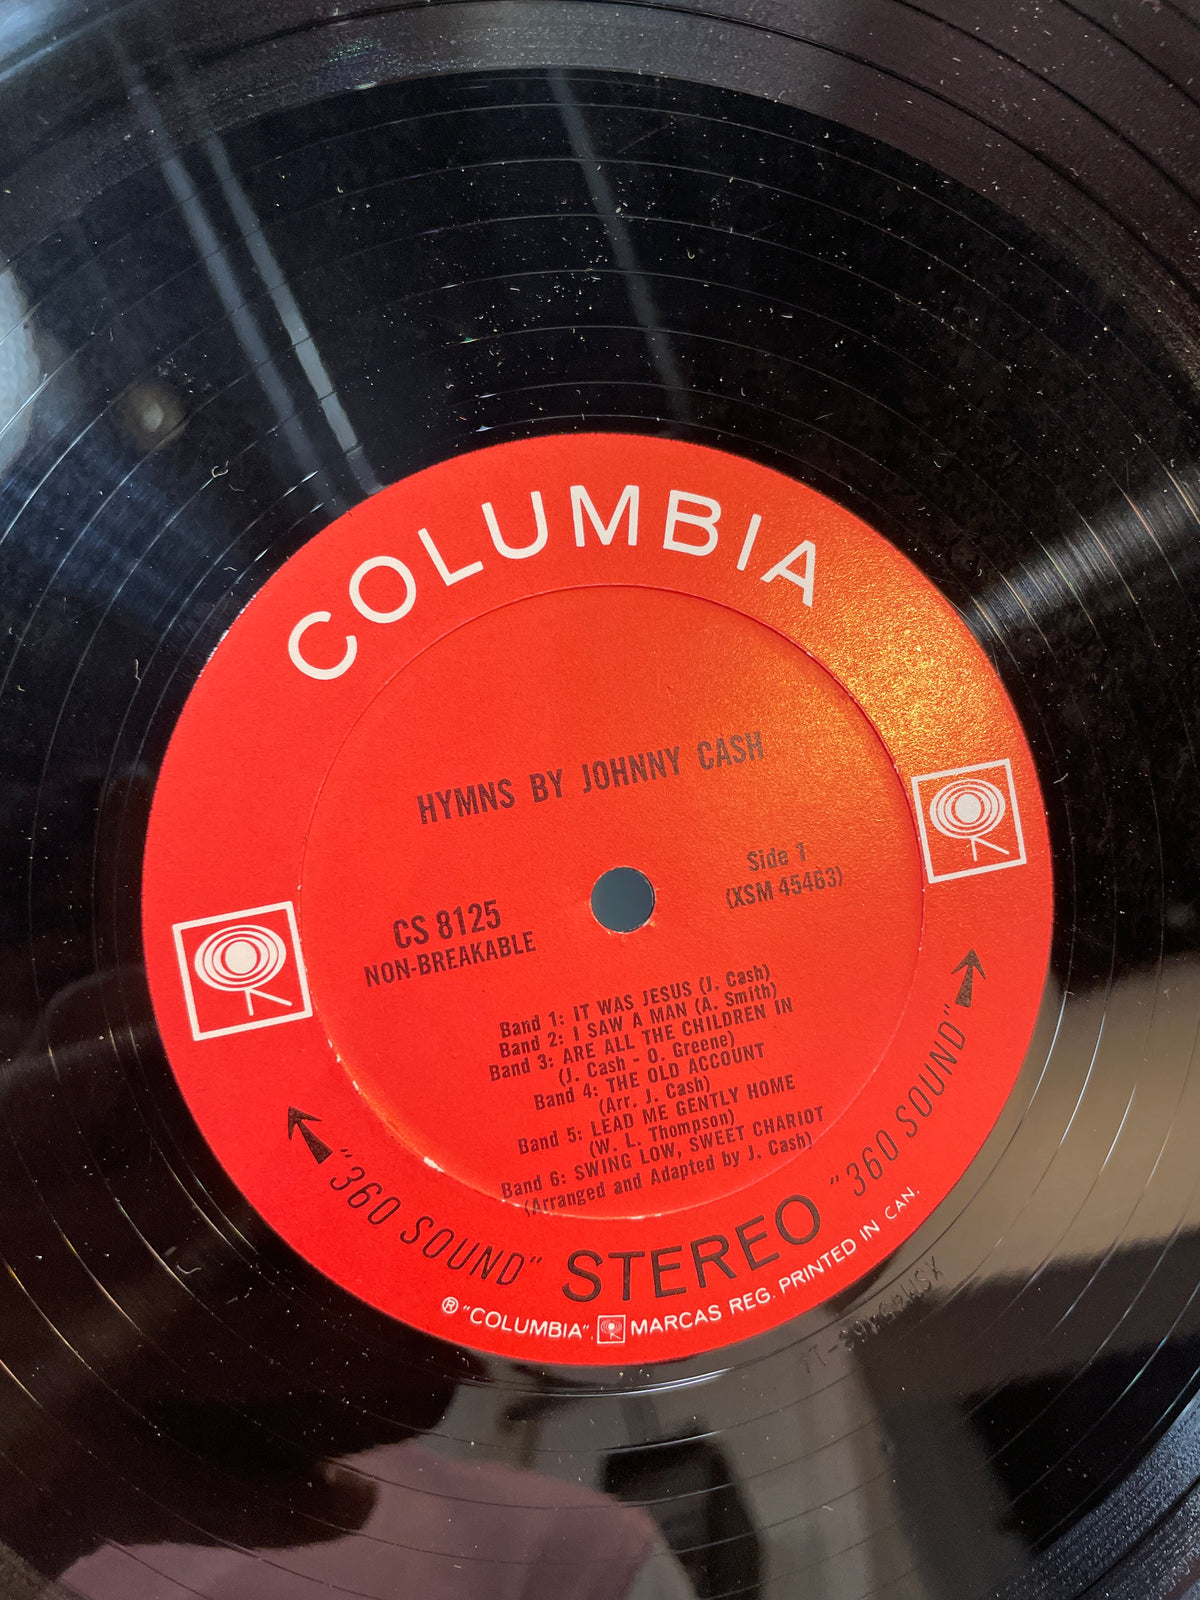 COLUMBIA
HYMNS BY JOHNNY CASH
Side 1
(XSM 45463)
CS 8125
NON-BREAKABLE
Band 1: IT WAS JESUS (J. Cash)
Band 2: I SAW A MAN (A. Smith)
Band 3: ARE ALL THE CHILDREN IN
(J. Cash - O. Greene)
Band 4: THE OLD ACCOUNT
(Arr. J. Cash)
Band 5: LEAD ME GENTLY HOME
(W. L. Thompson)
Band 6: SWING LOW, SWEET CHARIOT
(Arranged and Adapted by J. Cash)
"360 SOUND" STEREO "360 SOUND"
® "COLUMBIA", MARCAS REG. PRINTED IN CAN.